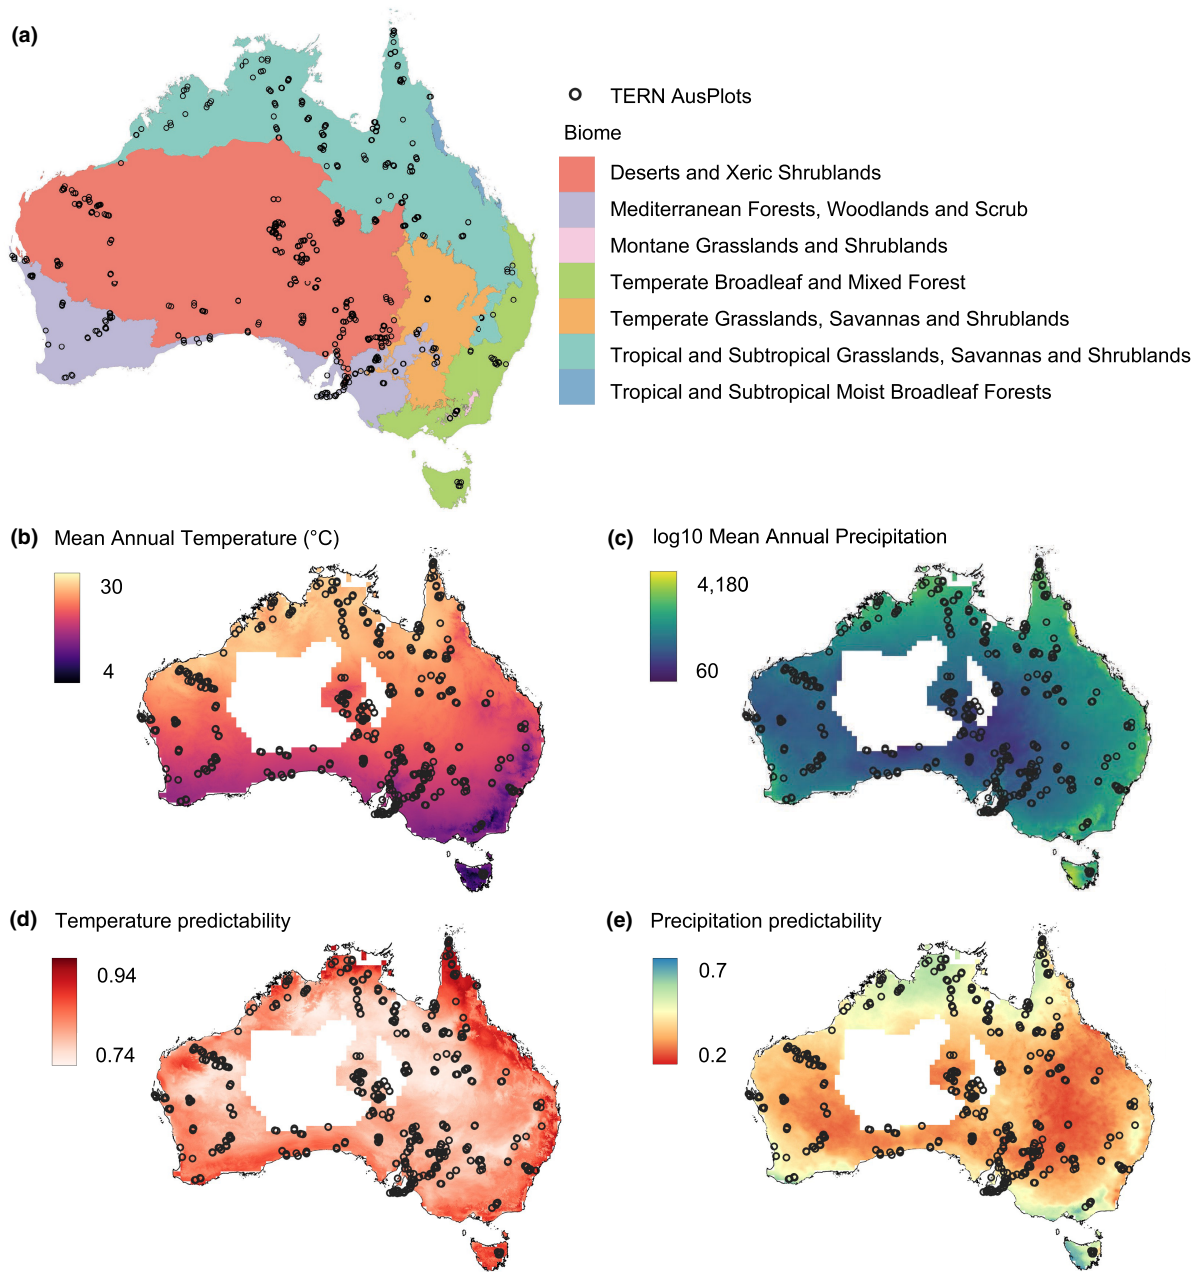 (a)
TERN AusPlots
Biome
Deserts and Xeric Shrublands
Mediterranean Forests, Woodlands and Scrub
Montane Grasslands and Shrublands
Temperate Broadleaf and Mixed Forest
Temperate Grasslands, Savannas and Shrublands
Tropical and Subtropical Grasslands, Savannas and Shrublands
Tropical and Subtropical Moist Broadleaf Forests
(b) Mean Annual Temperature (°C)
30
4
(c) log10 Mean Annual Precipitation
4,180
60
(d) Temperature predictability
0.94
0.74
(e) Precipitation predictability
0.7
0.2